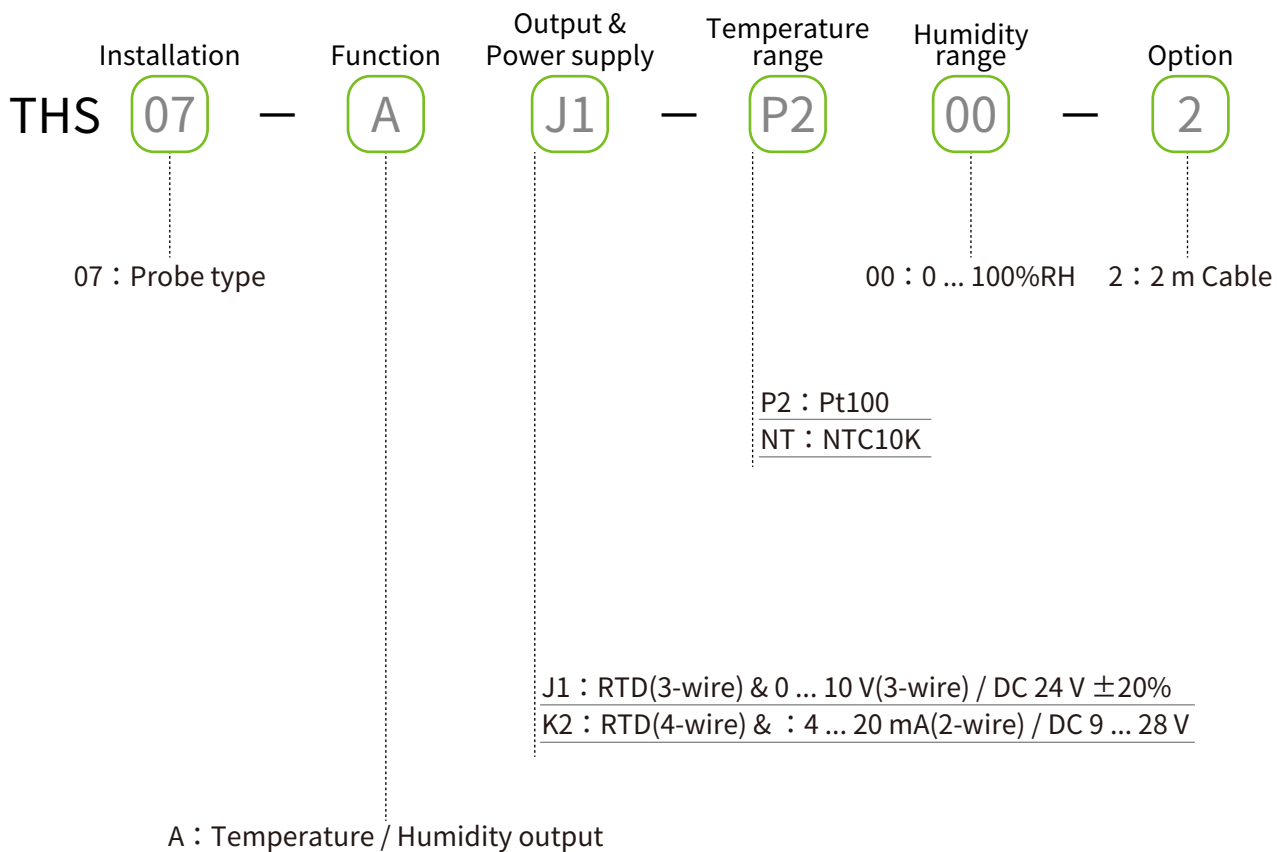 Installation
Function
Output &
Power supply
Temperature
range
Humidity
range
Option
THS 07 — A J1 — P2 00 — 2
07：Probe type
00：0 ... 100%RH
2：2 m Cable
P2：Pt100
NT：NTC10K
J1：RTD(3-wire) & 0 ... 10 V(3-wire) / DC 24 V ±20%
K2：RTD(4-wire) & ：4 ... 20 mA(2-wire) / DC 9 ... 28 V
A：Temperature / Humidity output